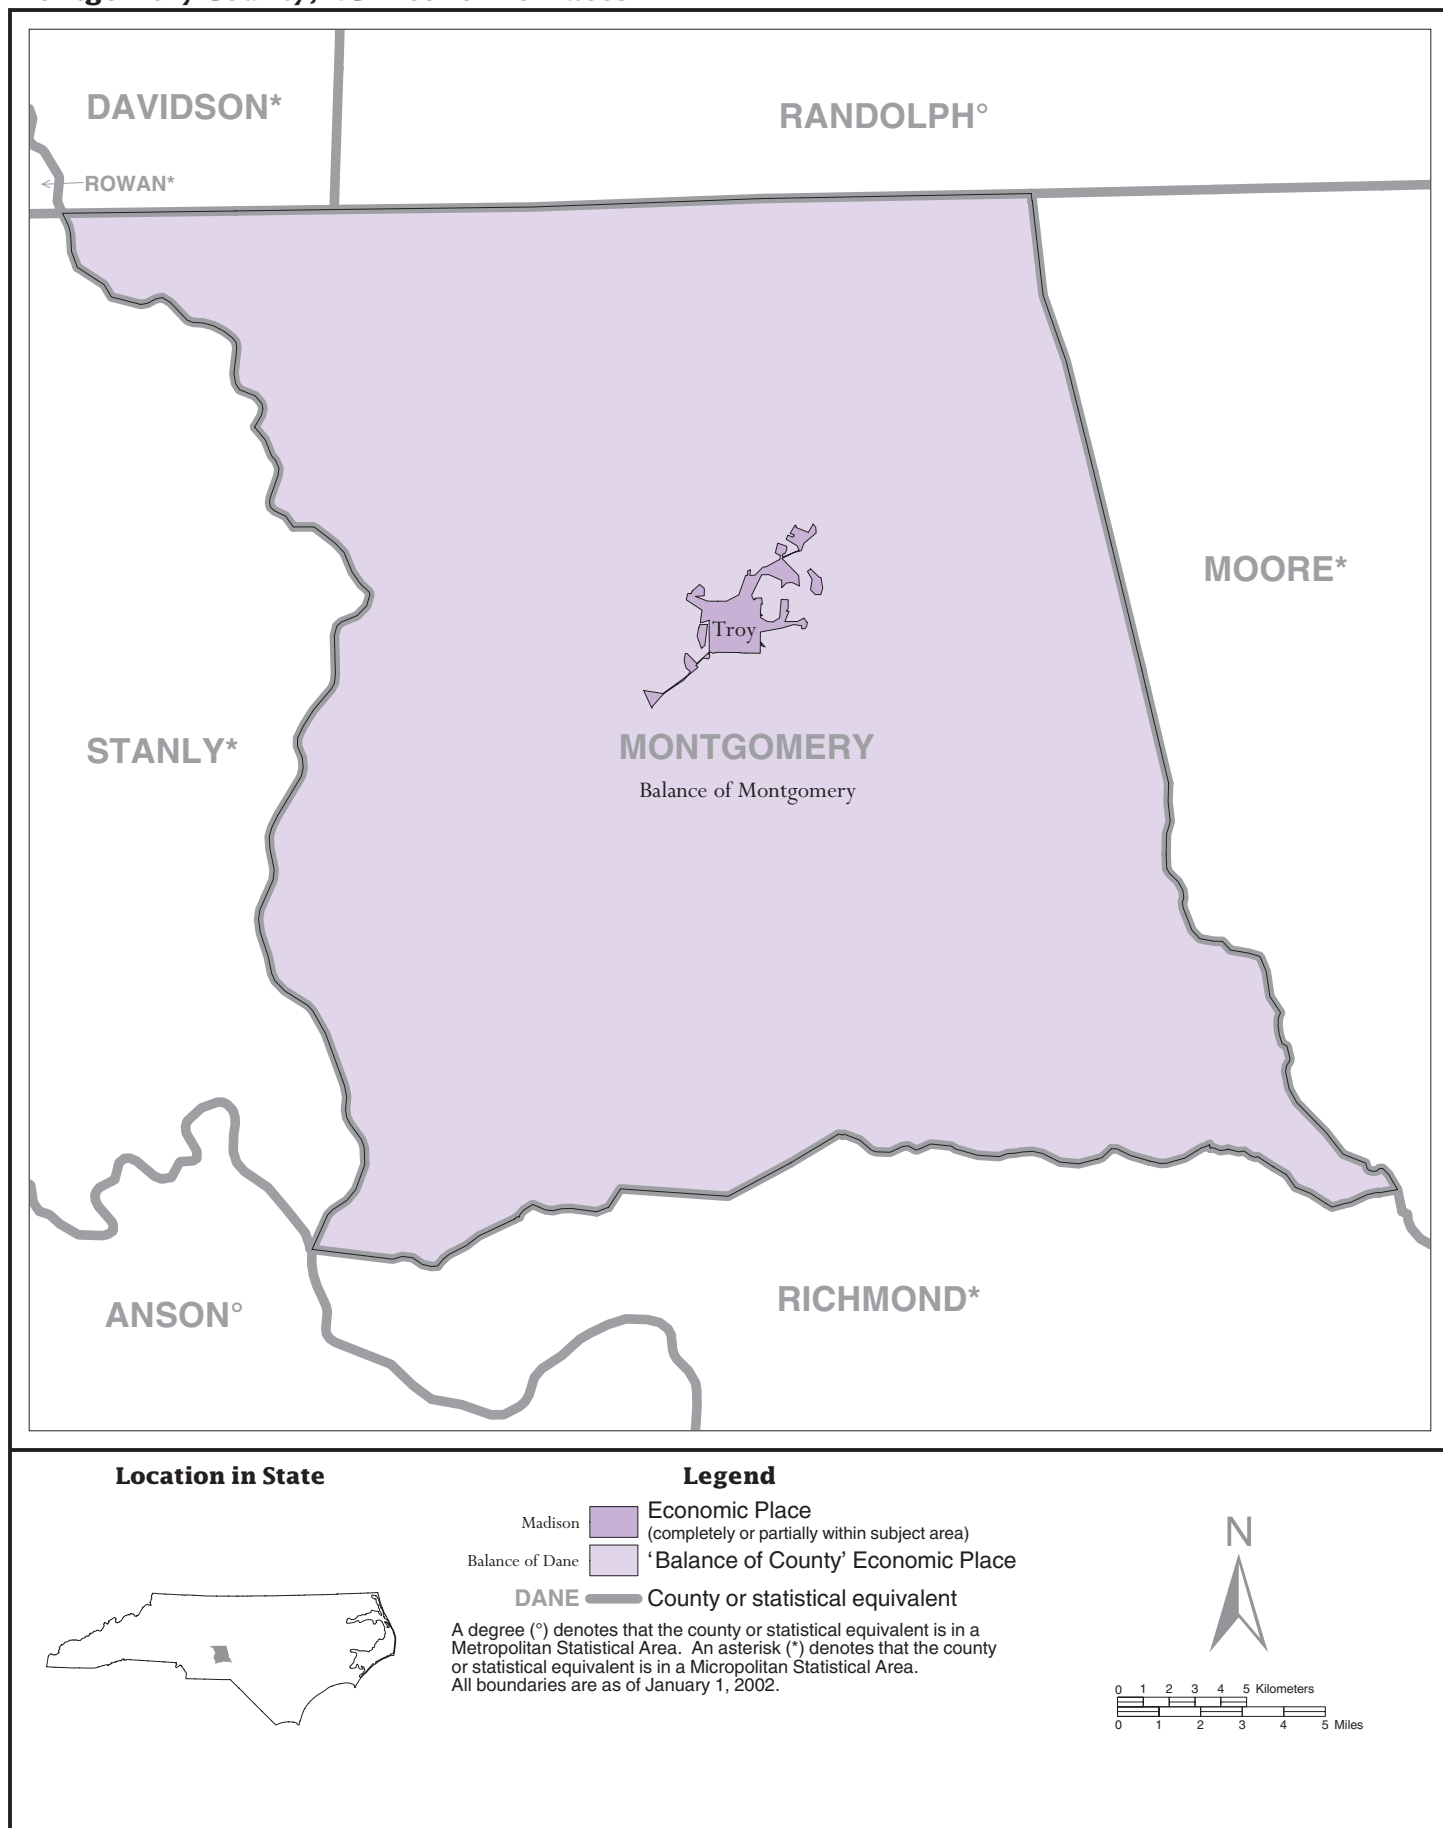 DAVIDSON*
RANDOLPH°
ROWAN*
MOORE*
Troy
STANLY*
MONTGOMERY
Balance of Montgomery
ANSON°
RICHMOND*
Location in State
Legend
Madison
Economic Place
(completely or partially within subject area)
Balance of Dane
‘Balance of County’ Economic Place
DANE
County or statistical equivalent
A degree (°) denotes that the county or statistical equivalent is in a
Metropolitan Statistical Area. An asterisk (*) denotes that the county
or statistical equivalent is in a Micropolitan Statistical Area.
All boundaries are as of January 1, 2002.
N
0 1 2 3 4 5 Kilometers
0 1 2 3 4 5 Miles